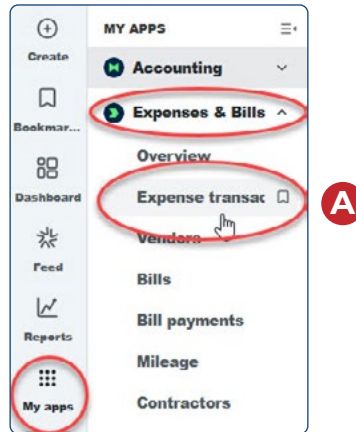 Create
Bookmar...
Dashboard
Feed
Reports
My apps
MY APPS
Accounting
Expenses & Bills
Overview
Expense transac
Vendors
Bills
Bill payments
Mileage
Contractors
A